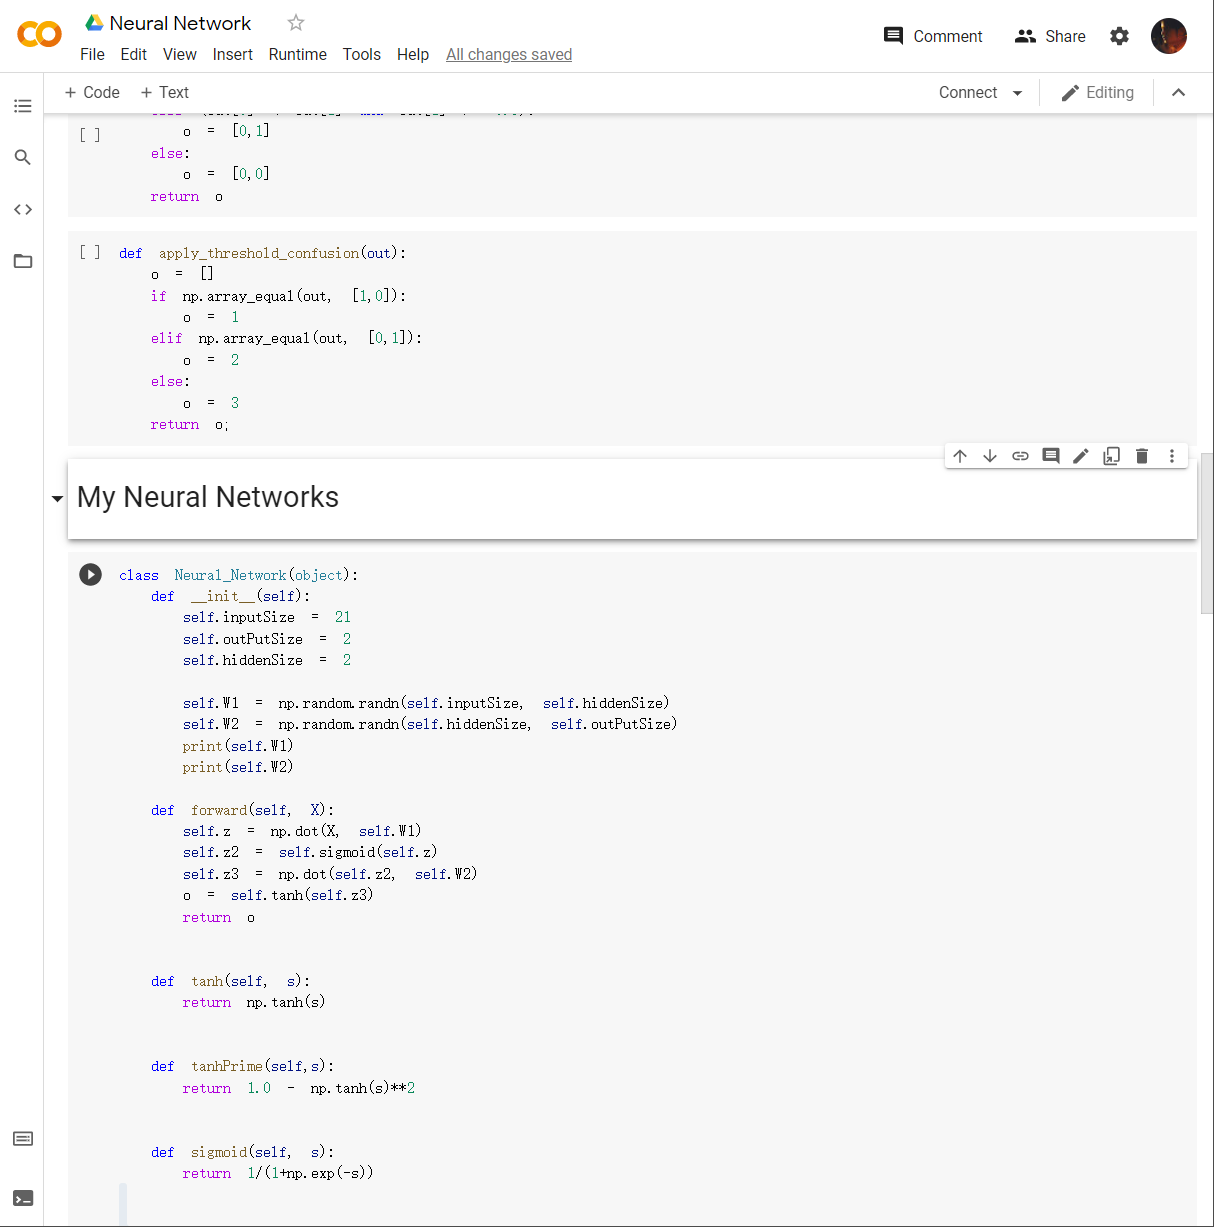 Neural Network
File Edit View Insert Runtime Tools Help All changes saved
Comment Share
+ Code + Text
Connect Editing
[ ]
o = [0,1]
else:
o = [0,0]
return o
[ ] def apply_threshold_confusion(out):
o = []
if np.array_equal(out, [1,0]):
o = 1
elif np.array_equal(out, [0,1]):
o = 2
else:
o = 3
return o;
My Neural Networks
class Neural_Network(object):
def __init__(self):
self.inputSize = 21
self.outPutSize = 2
self.hiddenSize = 2
self.W1 = np.random.randn(self.inputSize, self.hiddenSize)
self.W2 = np.random.randn(self.hiddenSize, self.outPutSize)
print(self.W1)
print(self.W2)
def forward(self, X):
self.z = np.dot(X, self.W1)
self.z2 = self.sigmoid(self.z)
self.z3 = np.dot(self.z2, self.W2)
o = self.tanh(self.z3)
return o
def tanh(self, s):
return np.tanh(s)
def tanhPrime(self,s):
return 1.0 - np.tanh(s)**2
def sigmoid(self, s):
return 1/(1+np.exp(-s))